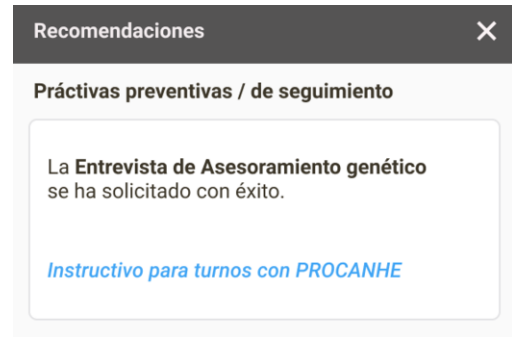 Recomendaciones
Práctivas preventivas / de seguimiento
La Entrevista de Asesoramiento genético
se ha solicitado con éxito.
Instructivo para turnos con PROCANHE